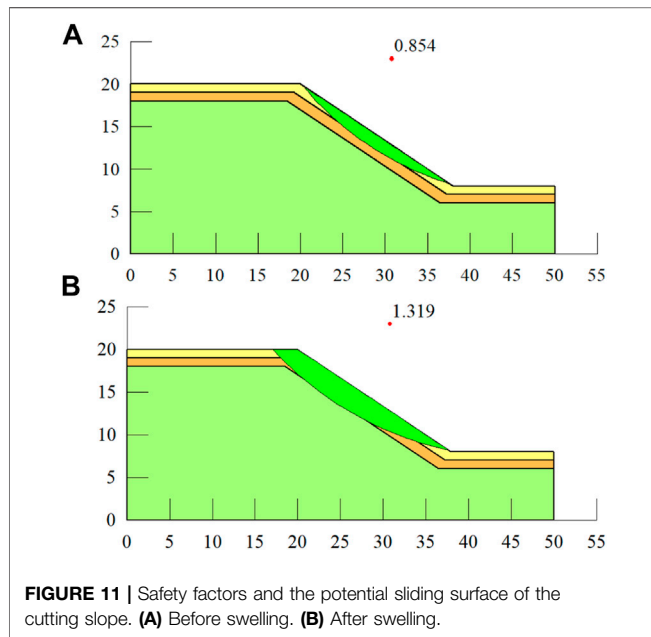 A
0.854
25
20
15
10
5
0
0 5 10 15 20 25 30 35 40 45 50 55
B
1.319
25
20
15
10
5
0
0 5 10 15 20 25 30 35 40 45 50 55
FIGURE 11 | Safety factors and the potential sliding surface of the
cutting slope. (A) Before swelling. (B) After swelling.